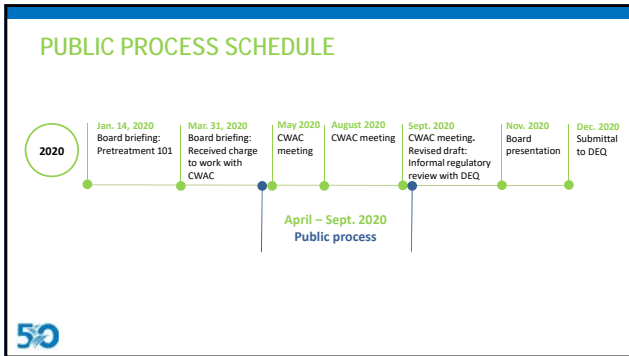 PUBLIC PROCESS SCHEDULE
2020
Jan. 14, 2020
Board briefing:
Pretreatment 101
Mar. 31, 2020
Board briefing:
Received charge
to work with
CWAC
May 2020
CWAC
meeting
August 2020
CWAC meeting
Sept. 2020
CWAC meeting.
Revised draft:
Informal regulatory
review with DEQ
Nov. 2020
Board
presentation
Dec. 2020
Submittal
to DEQ
April – Sept. 2020
Public process
50